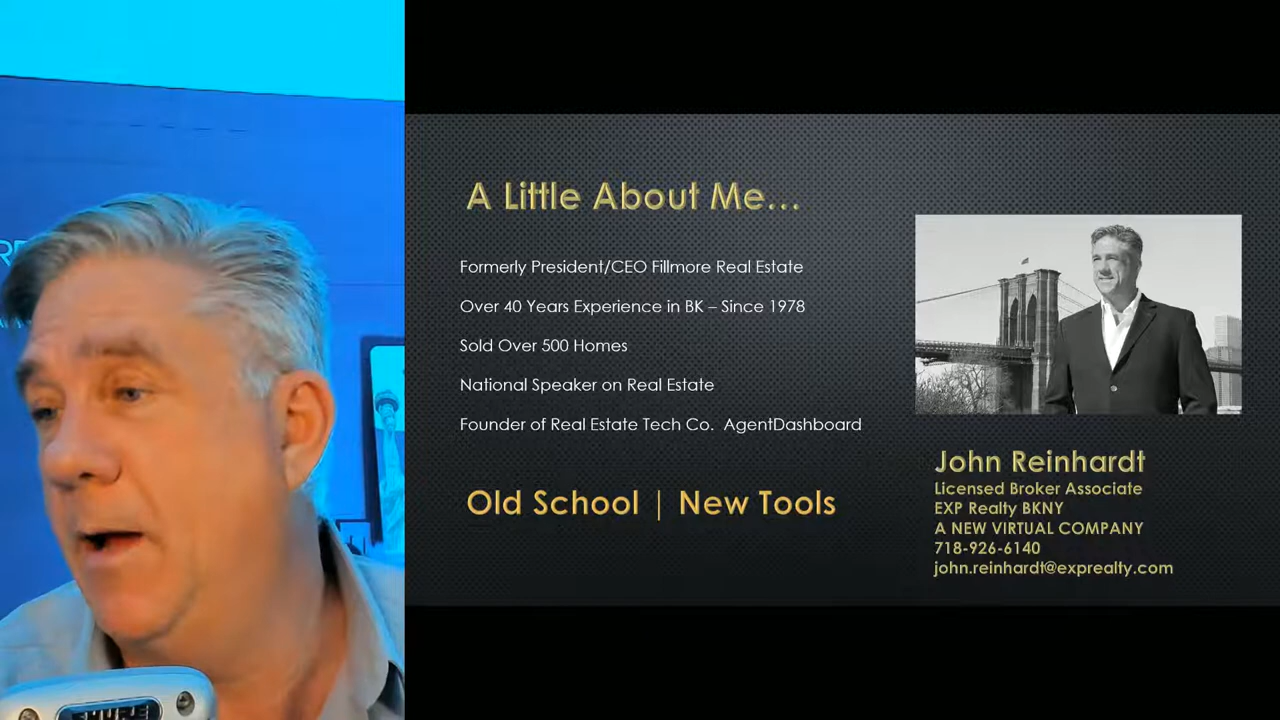 A Little About Me...
Formerly President/CEO Fillmore Real Estate
Over 40 Years Experience in BK – Since 1978
Sold Over 500 Homes
National Speaker on Real Estate
Founder of Real Estate Tech Co. AgentDashboard
Old School | New Tools
John Reinhardt
Licensed Broker Associate
EXP Realty BKNY
A NEW VIRTUAL COMPANY
718-926-6140
john.reinhardt@exprealty.com
SHURE